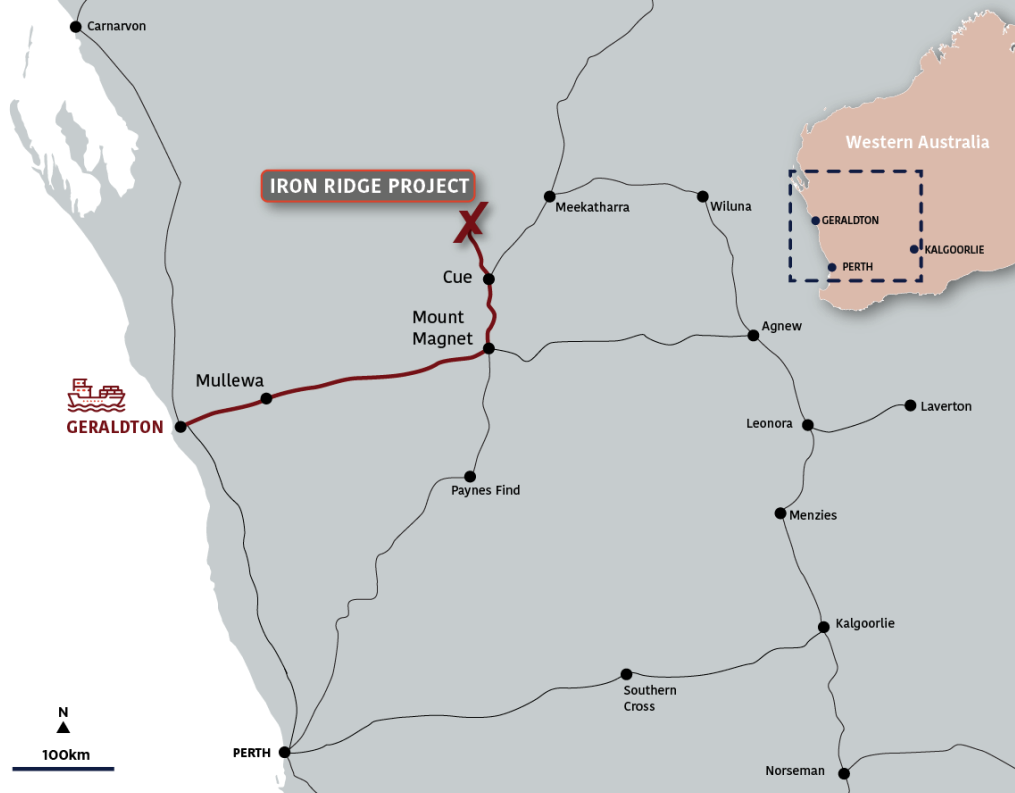 Carnarvon
Western Australia
IRON RIDGE PROJECT
X
Meekatharra
Wiluna
GERALDTON
KALGOORLIE
PERTH
Cue
Mount
Magnet
Agnew
Mullewa
GERALDTON
Laverton
Leonora
Paynes Find
Menzies
Kalgoorlie
Southern
Cross
N
100km
PERTH
Norseman